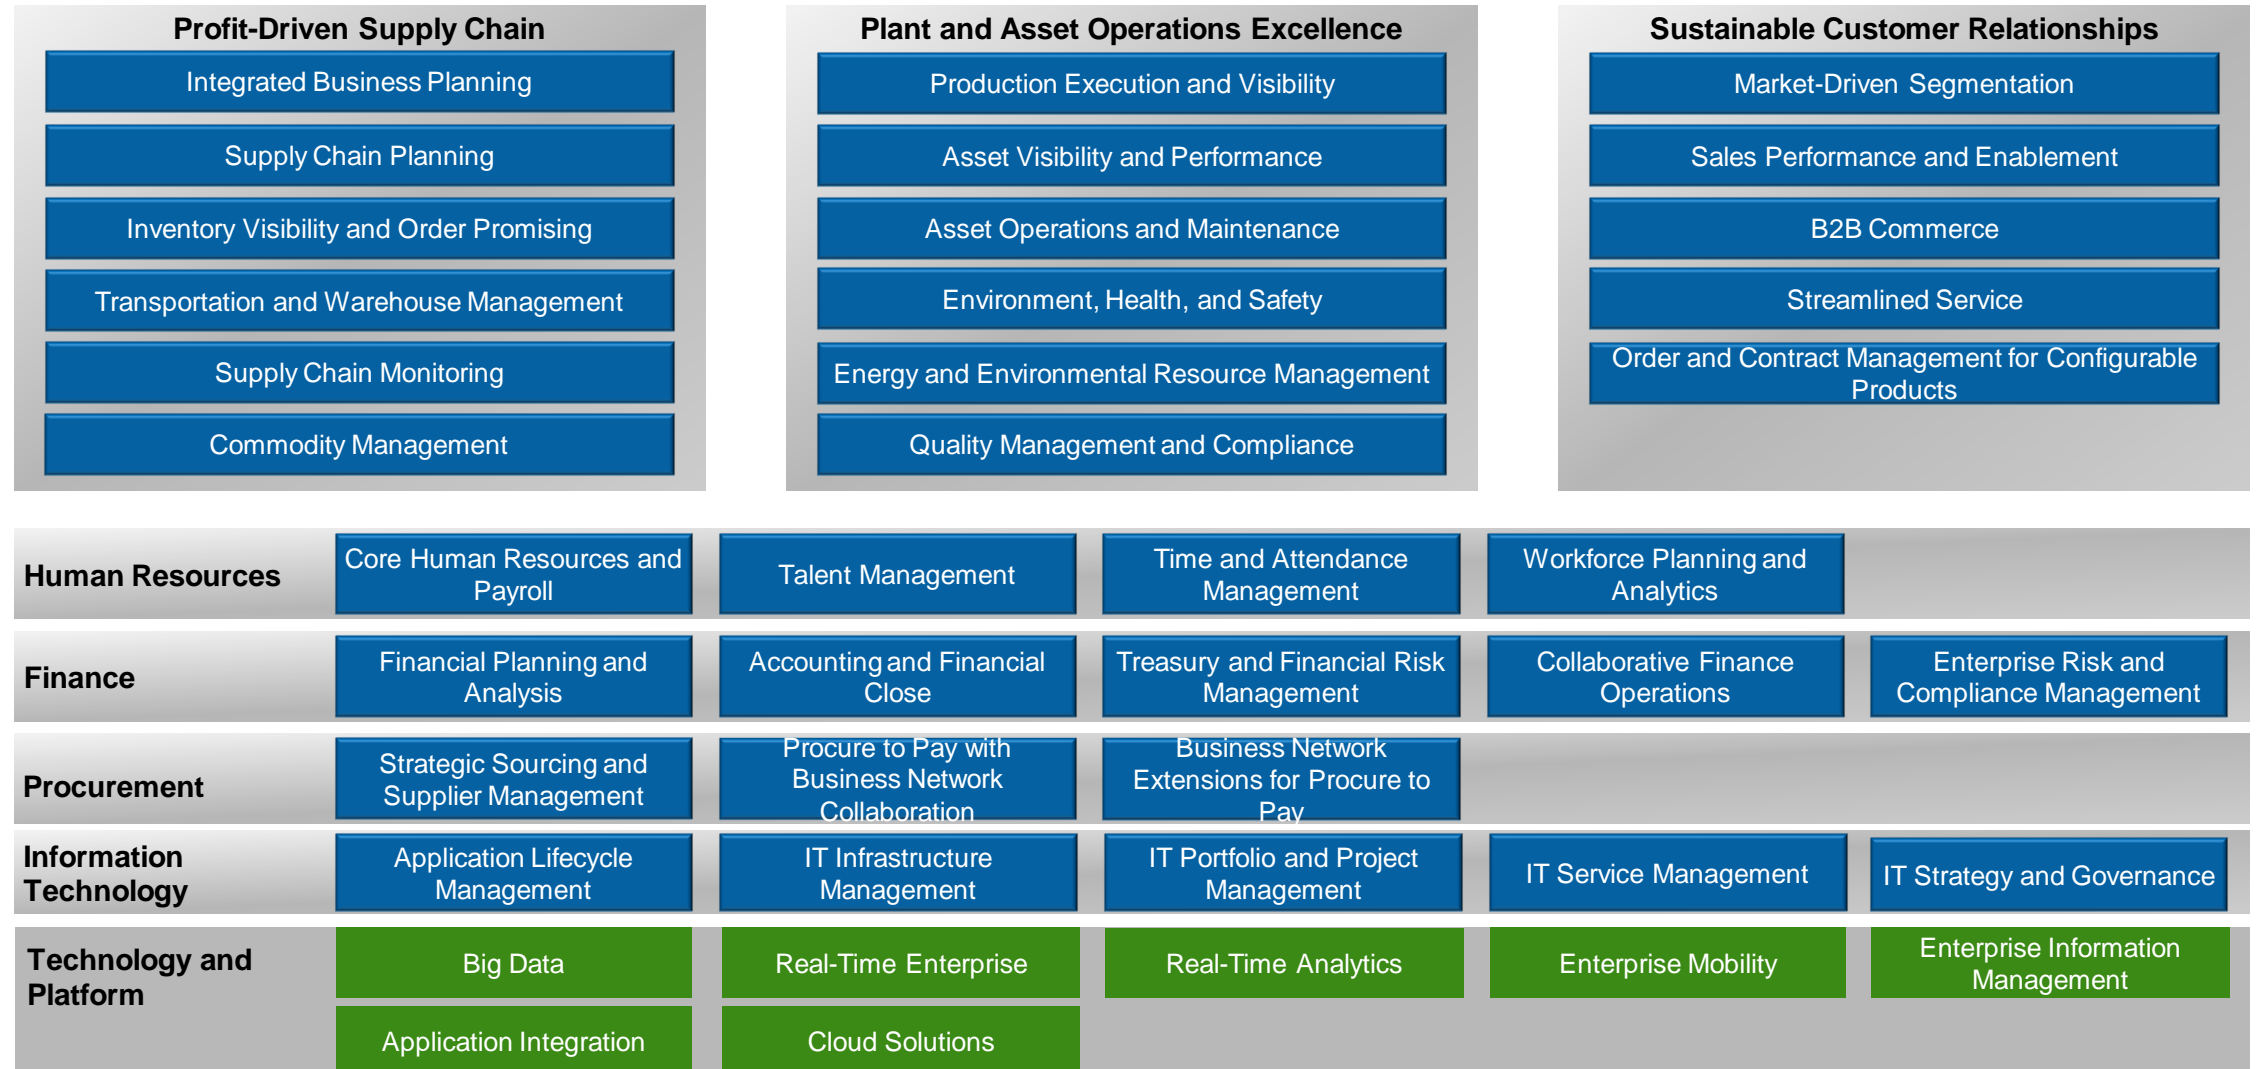 Profit-Driven Supply Chain
Integrated Business Planning
Supply Chain Planning
Inventory Visibility and Order Promising
Transportation and Warehouse Management
Supply Chain Monitoring
Commodity Management
Plant and Asset Operations Excellence
Production Execution and Visibility
Asset Visibility and Performance
Asset Operations and Maintenance
Environment, Health, and Safety
Energy and Environmental Resource Management
Quality Management and Compliance
Sustainable Customer Relationships
Market-Driven Segmentation
Sales Performance and Enablement
B2B Commerce
Streamlined Service
Order and Contract Management for Configurable
Products
Human Resources
Core Human Resources and
Payroll
Talent Management
Time and Attendance
Management
Workforce Planning and
Analytics
Finance
Financial Planning and
Analysis
Accounting and Financial
Close
Treasury and Financial Risk
Management
Collaborative Finance
Operations
Enterprise Risk and
Compliance Management
Procurement
Strategic Sourcing and
Supplier Management
Procure to Pay with
Business Network
Collaboration
Business Network
Extensions for Procure to
Pay
Information
Technology
Application Lifecycle
Management
IT Infrastructure
Management
IT Portfolio and Project
Management
IT Service Management
IT Strategy and Governance
Technology and
Platform
Big Data
Real-Time Enterprise
Real-Time Analytics
Enterprise Mobility
Enterprise Information
Management
Application Integration
Cloud Solutions